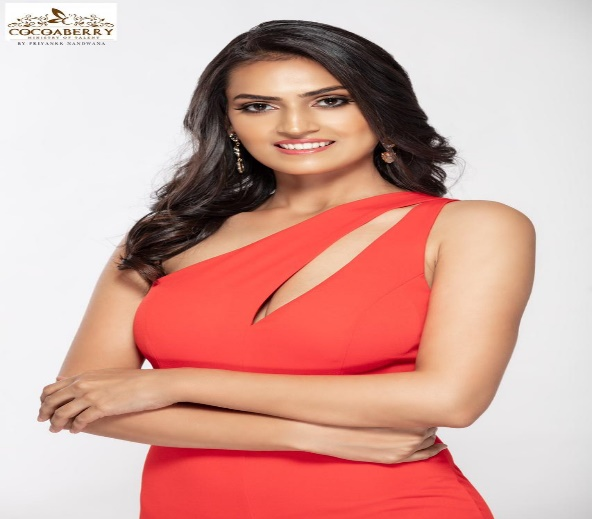 COCOABERRY
MINISTRY OF TALENT
BY PRIYANKK NANDWANA